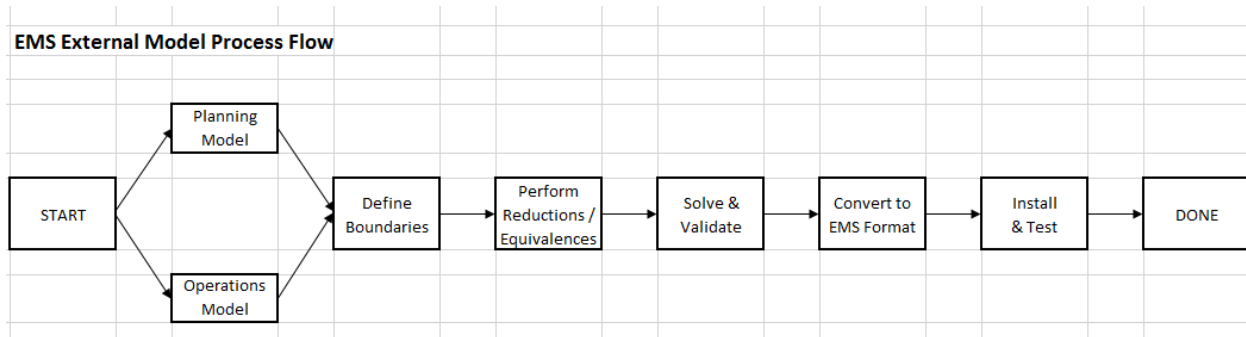 EMS External Model Process Flow
Planning
Model
START
Define
Boundaries
Perform
Reductions /
Equivalences
Solve &
Validate
Convert to
EMS Format
Install
& Test
DONE
Operations
Model